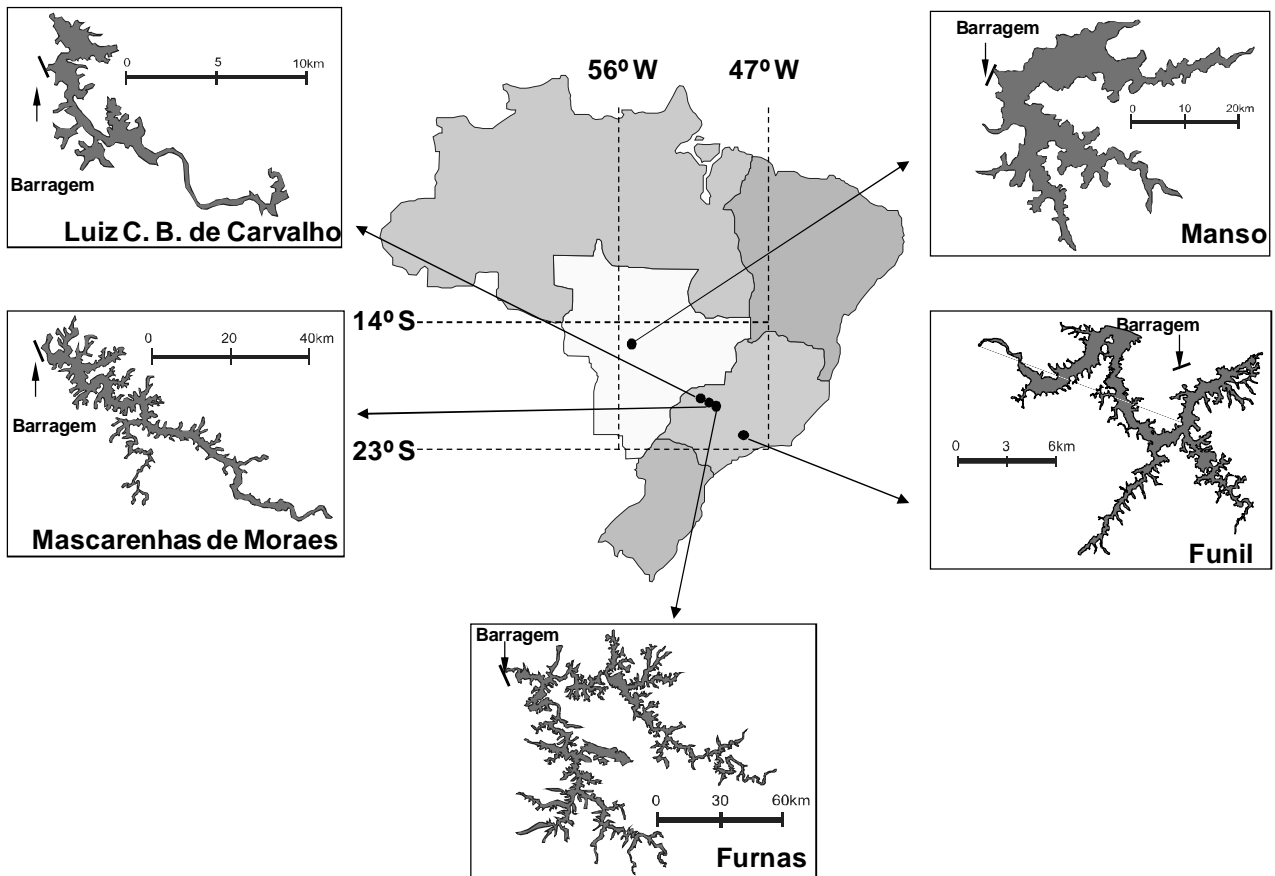 0 5 10km
Barragem
Luiz C. B. de Carvalho
56º W 47º W
Barragem
0 10 20km
Manso
0 20 40km
Barragem
Mascarenhas de Moraes
14º S
23º S
Barragem
0 3 6km
Funil
Barragem
0 30 60km
Furnas